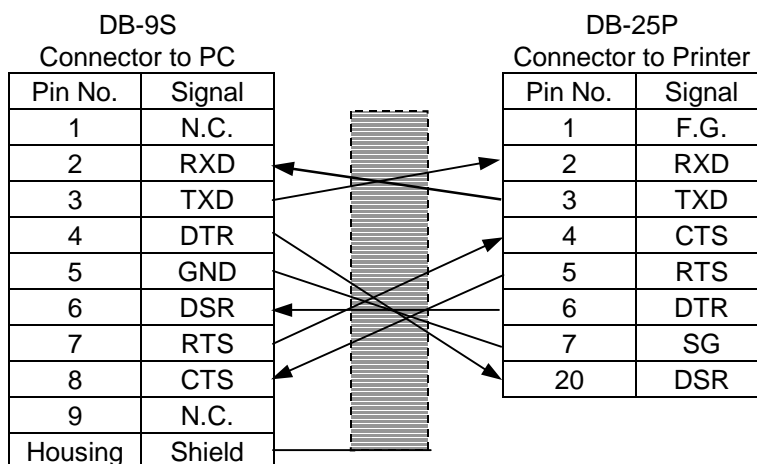 DB-9S
Connector to PC
Pin No. Signal
1 N.C.
2 RXD
3 TXD
4 DTR
5 GND
6 DSR
7 RTS
8 CTS
9 N.C.
Housing Shield
DB-25P
Connector to Printer
Pin No. Signal
1 F.G.
2 RXD
3 TXD
4 CTS
5 RTS
6 DTR
7 SG
20 DSR